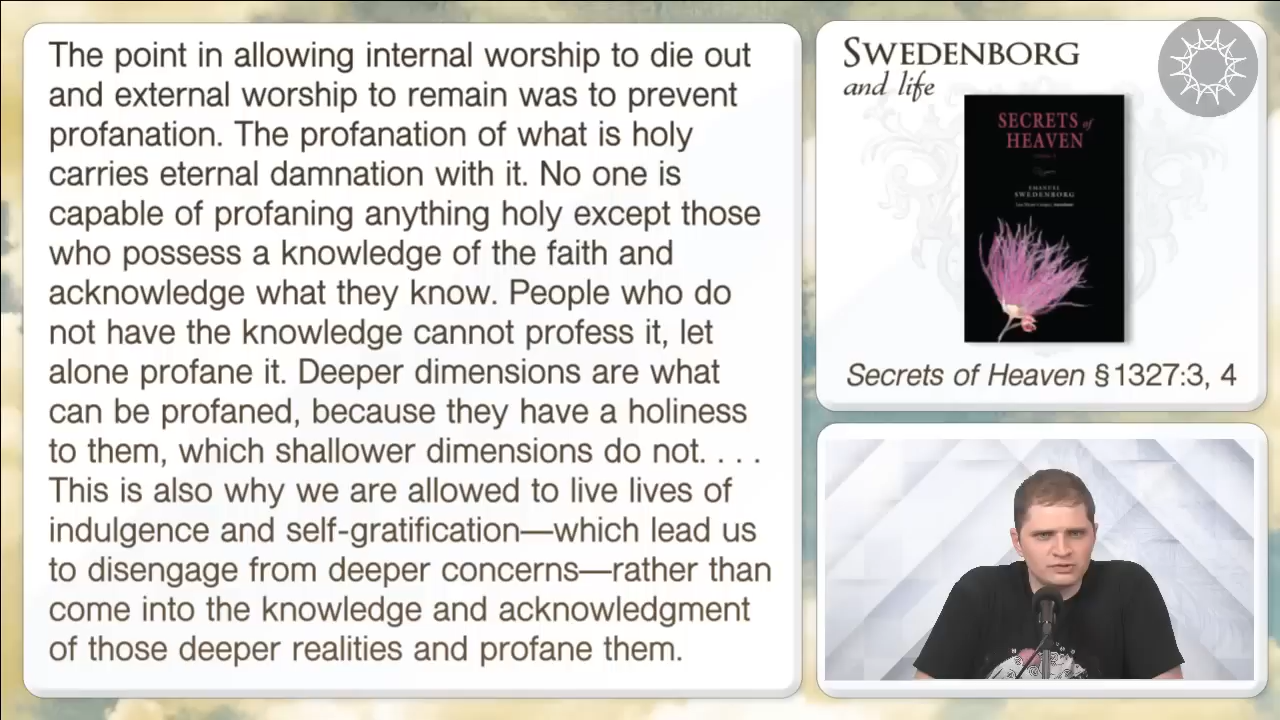 The point in allowing internal worship to die out
and external worship to remain was to prevent
profanation. The profanation of what is holy
carries eternal damnation with it. No one is
capable of profaning anything holy except those
who possess a knowledge of the faith and
acknowledge what they know. People who do
not have the knowledge cannot profess it, let
alone profane it. Deeper dimensions are what
can be profaned, because they have a holiness
to them, which shallower dimensions do not. . . .
This is also why we are allowed to live lives of
indulgence and self-gratification—which lead us
to disengage from deeper concerns—rather than
come into the knowledge and acknowledgment
of those deeper realities and profane them.
SWEDENBORG
and life
SECRETS of
HEAVEN
EMANUEL
SWEDENBORG
Secrets of Heaven §1327:3, 4